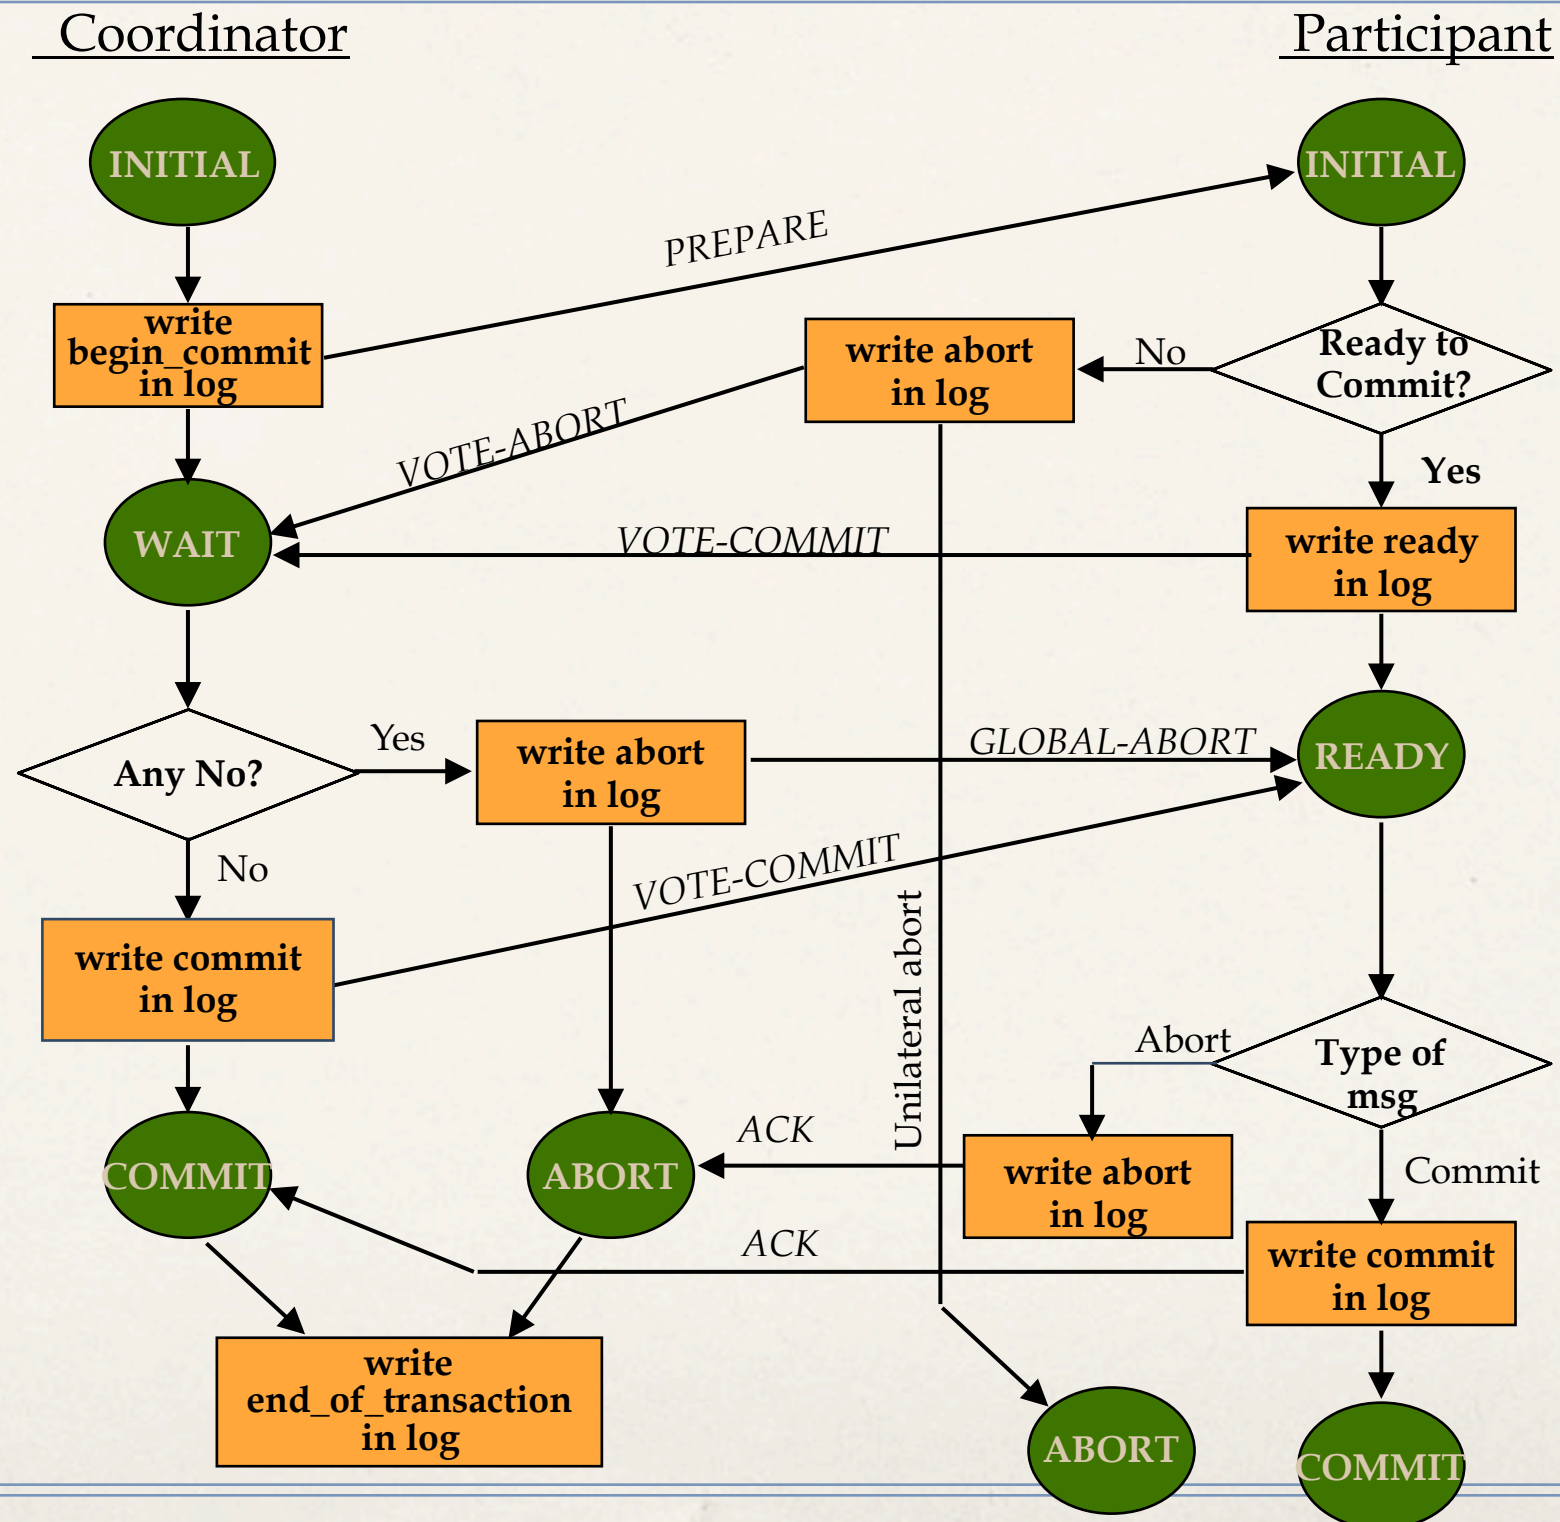 Coordinator
Participant
INITIAL
INITIAL
PREPARE
write
begin_commit
in log
write abort
in log
No
Ready to
Commit?
VOTE-ABORT
Yes
WAIT
VOTE-COMMIT
write ready
in log
Any No?
Yes
write abort
in log
GLOBAL-ABORT
READY
No
VOTE-COMMIT
write commit
in log
Unilateral abort
Abort
Type of
msg
COMMIT
ABORT
ACK
write abort
in log
Commit
ACK
write commit
in log
write
end_of_transaction
in log
ABORT
COMMIT